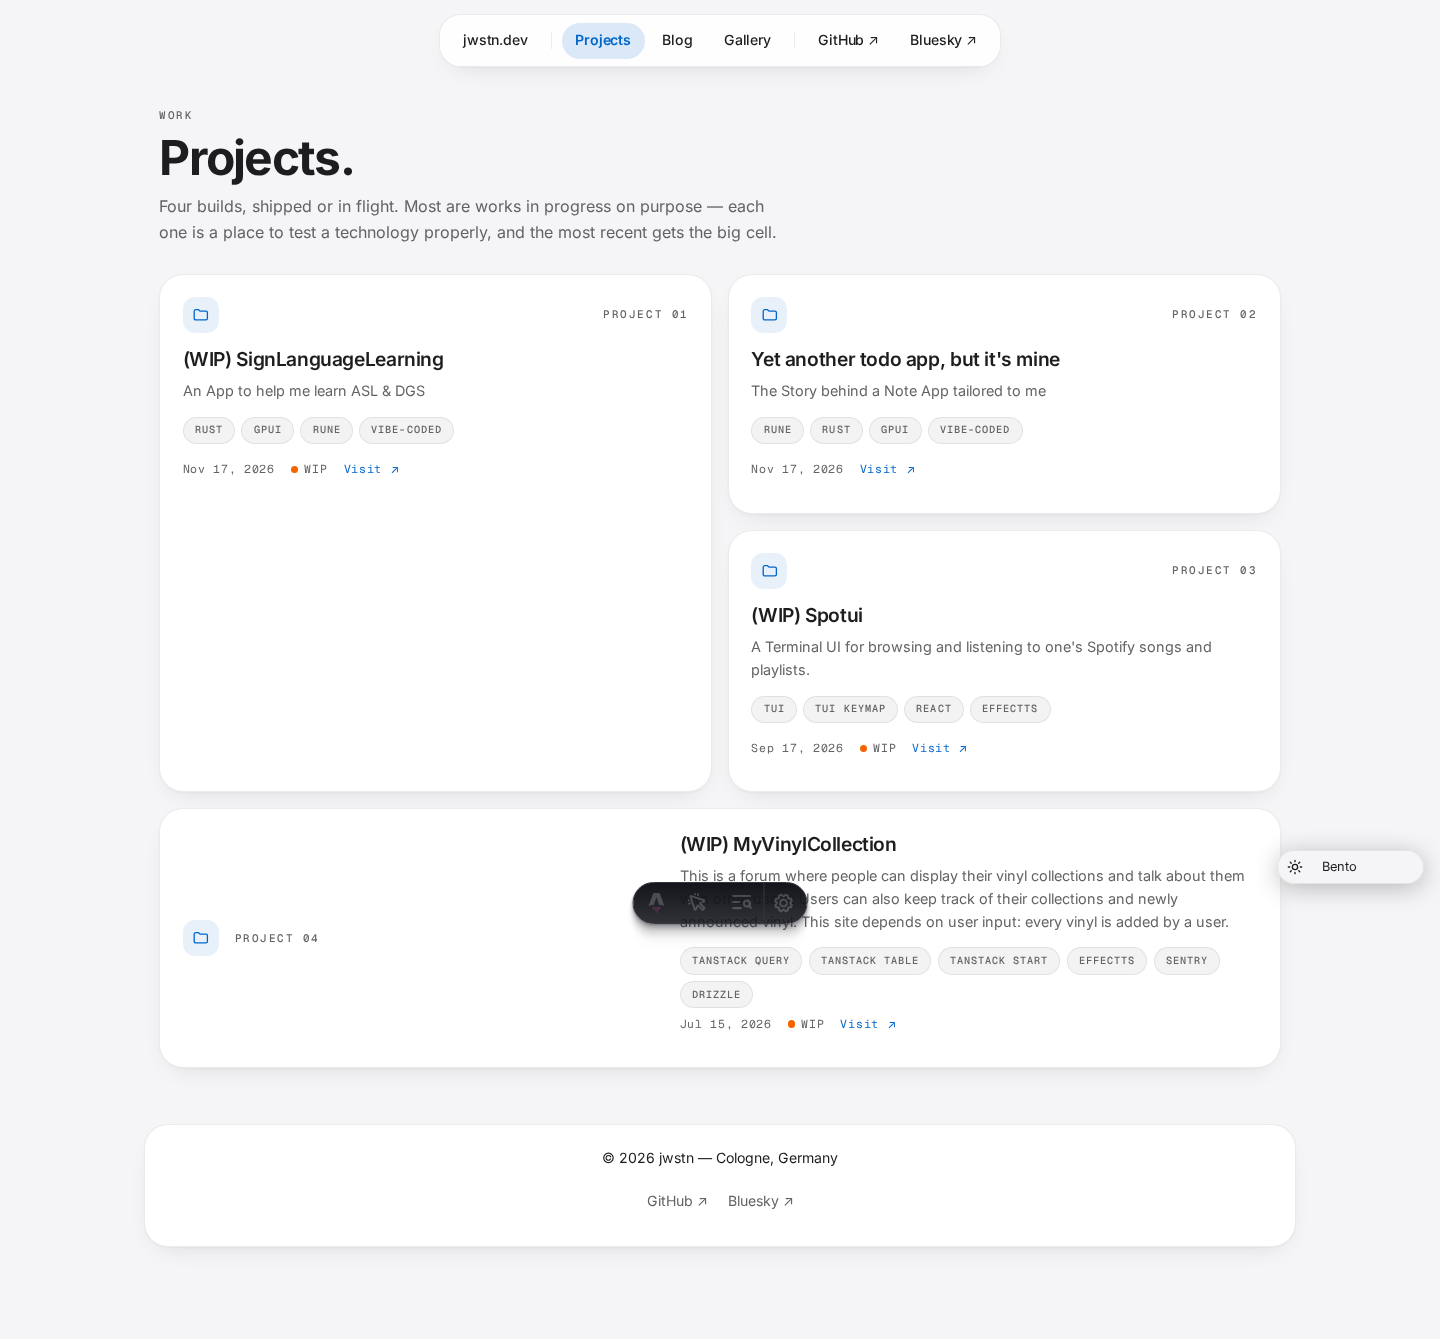 jwstn.dev Projects Blog Gallery GitHub ↗ Bluesky ↗
WORK
Projects.
Four builds, shipped or in flight. Most are works in progress on purpose — each
one is a place to test a technology properly, and the most recent gets the big cell.
PROJECT 01
(WIP) SignLanguageLearning
An App to help me learn ASL & DGS
RUST GPUI RUNE VIBE-CODED
Nov 17, 2026 WIP Visit ↗
PROJECT 02
Yet another todo app, but it's mine
The Story behind a Note App tailored to me
RUNE RUST GPUI VIBE-CODED
Nov 17, 2026 Visit ↗
PROJECT 03
(WIP) Spotui
A Terminal UI for browsing and listening to one's Spotify songs and
playlists.
TUI TUI KEYMAP REACT EFFECTTS
Sep 17, 2026 WIP Visit ↗
PROJECT 04
(WIP) MyVinylCollection
This is a forum where people can display their vinyl collections and talk about them
Users can also keep track of their collections and newly
announced vinyl. This site depends on user input: every vinyl is added by a user.
TANSTACK QUERY TANSTACK TABLE TANSTACK START EFFECTTS SENTRY
DRIZZLE
Jul 15, 2026 WIP Visit ↗
Bento
© 2026 jwstn — Cologne, Germany
GitHub ↗ Bluesky ↗